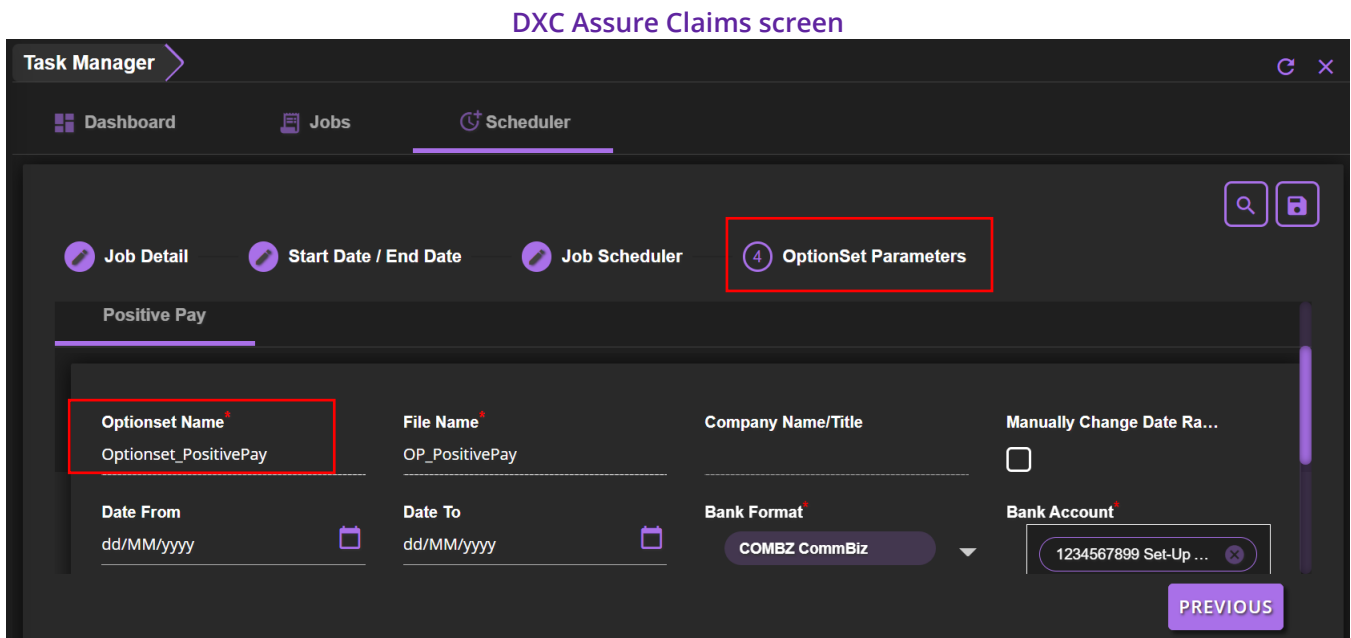 DXC Assure Claims screen
Task Manager
Dashboard Jobs Scheduler
Job Detail Start Date / End Date Job Scheduler 4 OptionSet Parameters
Positive Pay
Optionset Name* File Name* Company Name/Title Manually Change Date Ra...
Optionset_PositivePay OP_PositivePay
Date From Date To Bank Format* Bank Account*
dd/MM/yyyy dd/MM/yyyy COMBZ CommBiz 1234567899 Set-Up ...
PREVIOUS